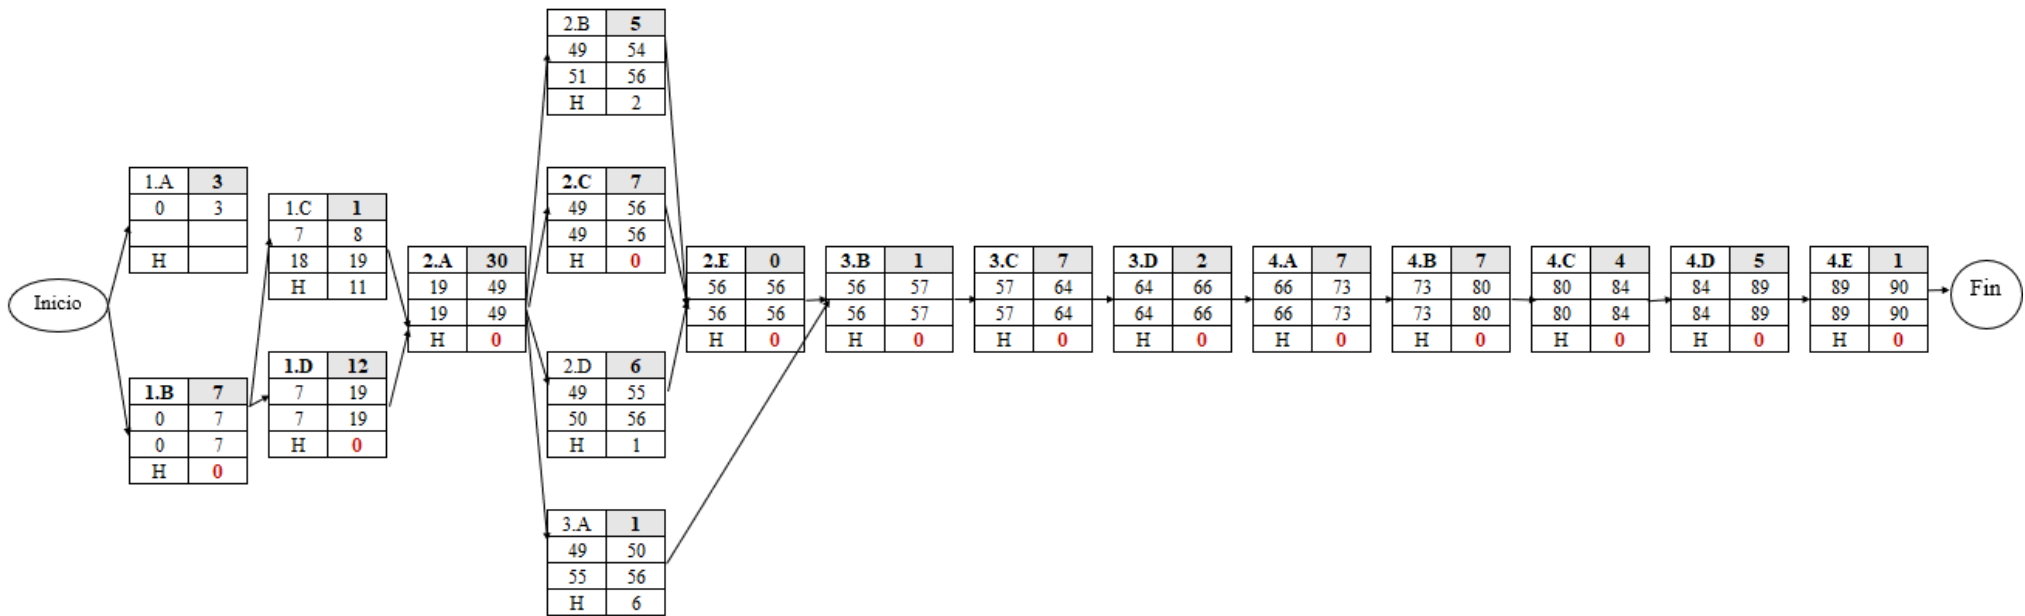 Inicio
1.A 3
0 3
H
1.B 7
0 7
0 7
H 0
1.C 1
7 8
18 19
H 11
1.D 12
7 19
7 19
H 0
2.A 30
19 49
19 49
H 0
2.B 5
49 54
51 56
H 2
2.C 7
49 56
49 56
H 0
2.D 6
49 55
50 56
H 1
3.A 1
49 50
55 56
H 6
2.E 0
56 56
56 56
H 0
3.B 1
56 57
56 57
H 0
3.C 7
57 64
57 64
H 0
3.D 2
64 66
64 66
H 0
4.A 7
66 73
66 73
H 0
4.B 7
73 80
73 80
H 0
4.C 4
80 84
80 84
H 0
4.D 5
84 89
84 89
H 0
4.E 1
89 90
89 90
H 0
Fin